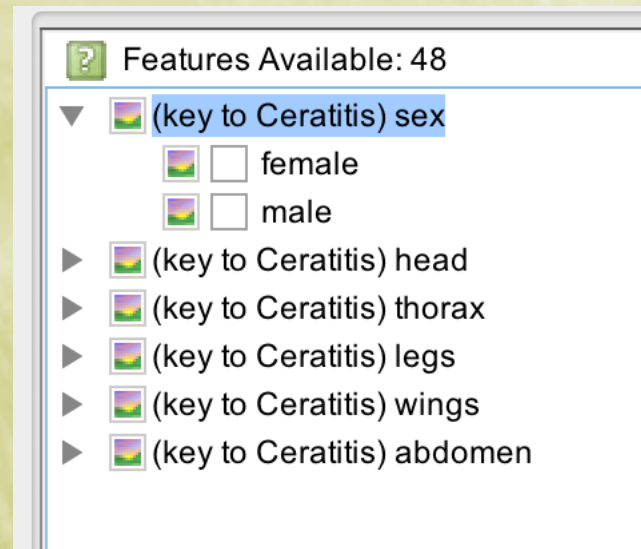 Features Available: 48
(key to Ceratitis) sex
female
male
(key to Ceratitis) head
(key to Ceratitis) thorax
(key to Ceratitis) legs
(key to Ceratitis) wings
(key to Ceratitis) abdomen